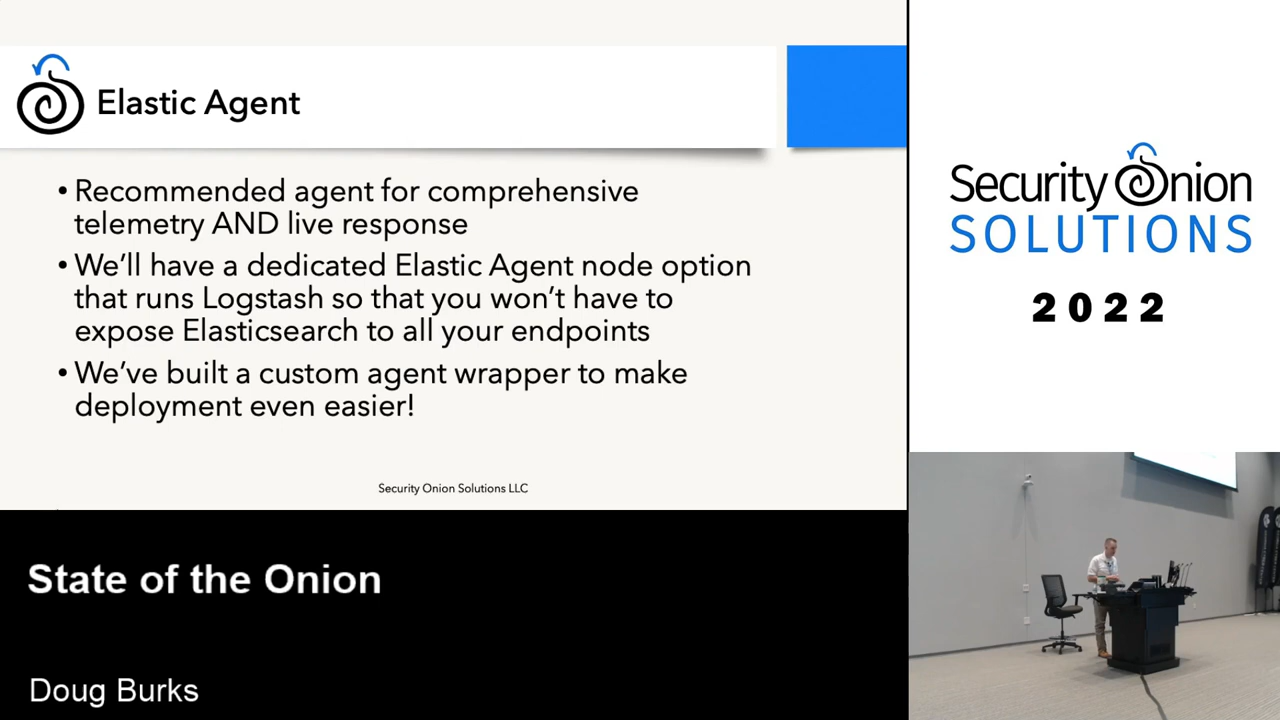 Elastic Agent
• Recommended agent for comprehensive
telemetry AND live response
• We’ll have a dedicated Elastic Agent node option
that runs Logstash so that you won’t have to
expose Elasticsearch to all your endpoints
• We’ve built a custom agent wrapper to make
deployment even easier!
Security Onion Solutions LLC
Security Onion
SOLUTIONS
2022
State of the Onion
Doug Burks